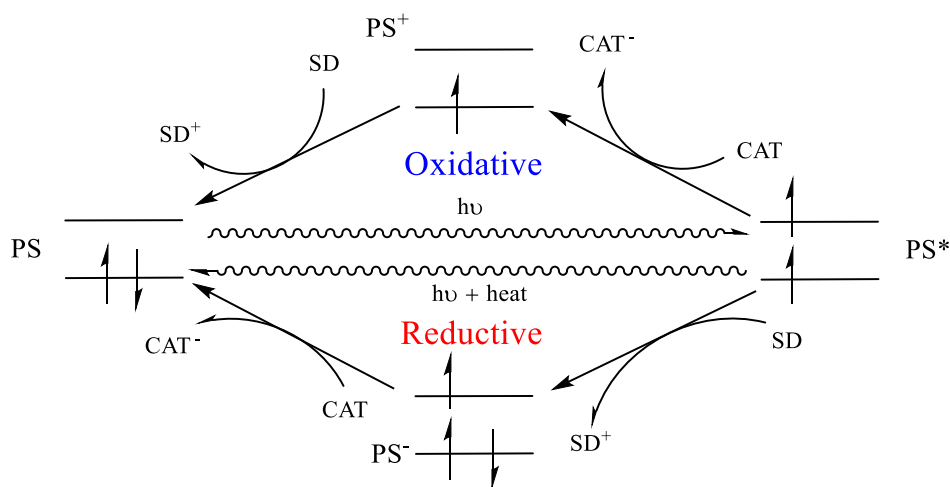 PS⁺
CAT⁻
SD
SD⁺
CAT
Oxidative
hυ
PS
PS*
hυ + heat
Reductive
CAT⁻
SD
CAT
PS⁻
SD⁺